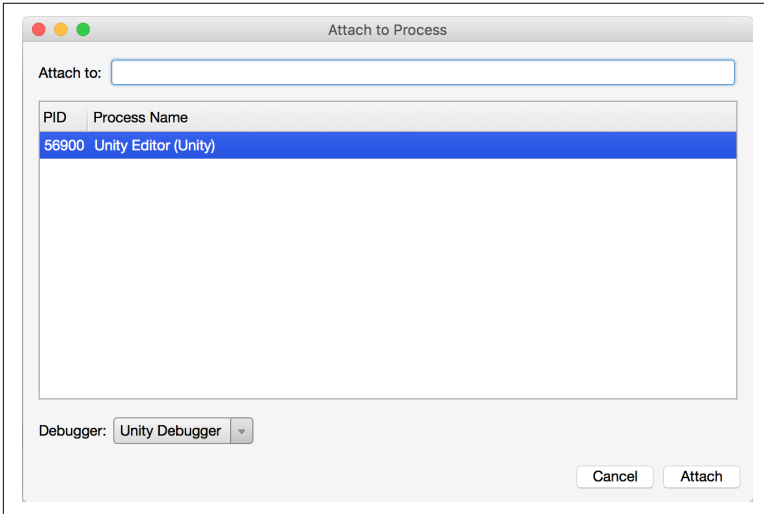 Attach to Process
Attach to:
PID Process Name
56900 Unity Editor (Unity)
Debugger: Unity Debugger
Cancel Attach